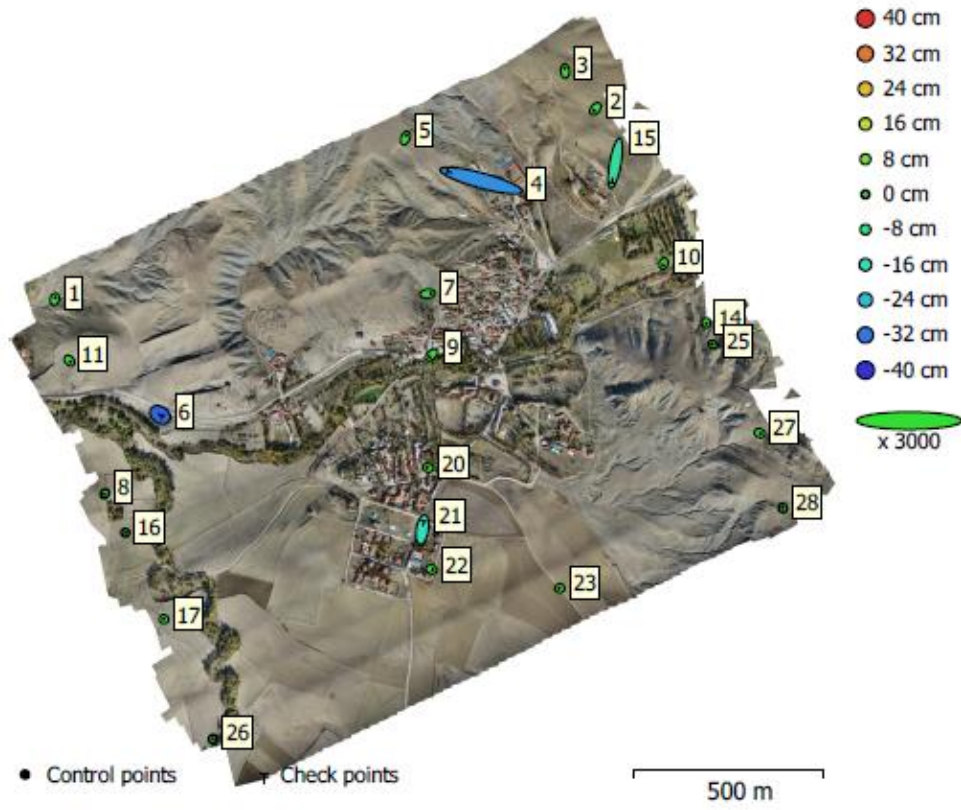 40 cm
32 cm
24 cm
16 cm
8 cm
0 cm
-8 cm
-16 cm
-24 cm
-32 cm
-40 cm
x 3000
3
2
5
15
4
10
1
7
14
25
9
11
6
27
20
8
28
21
16
22
23
17
26
Control points
Check points
500 m